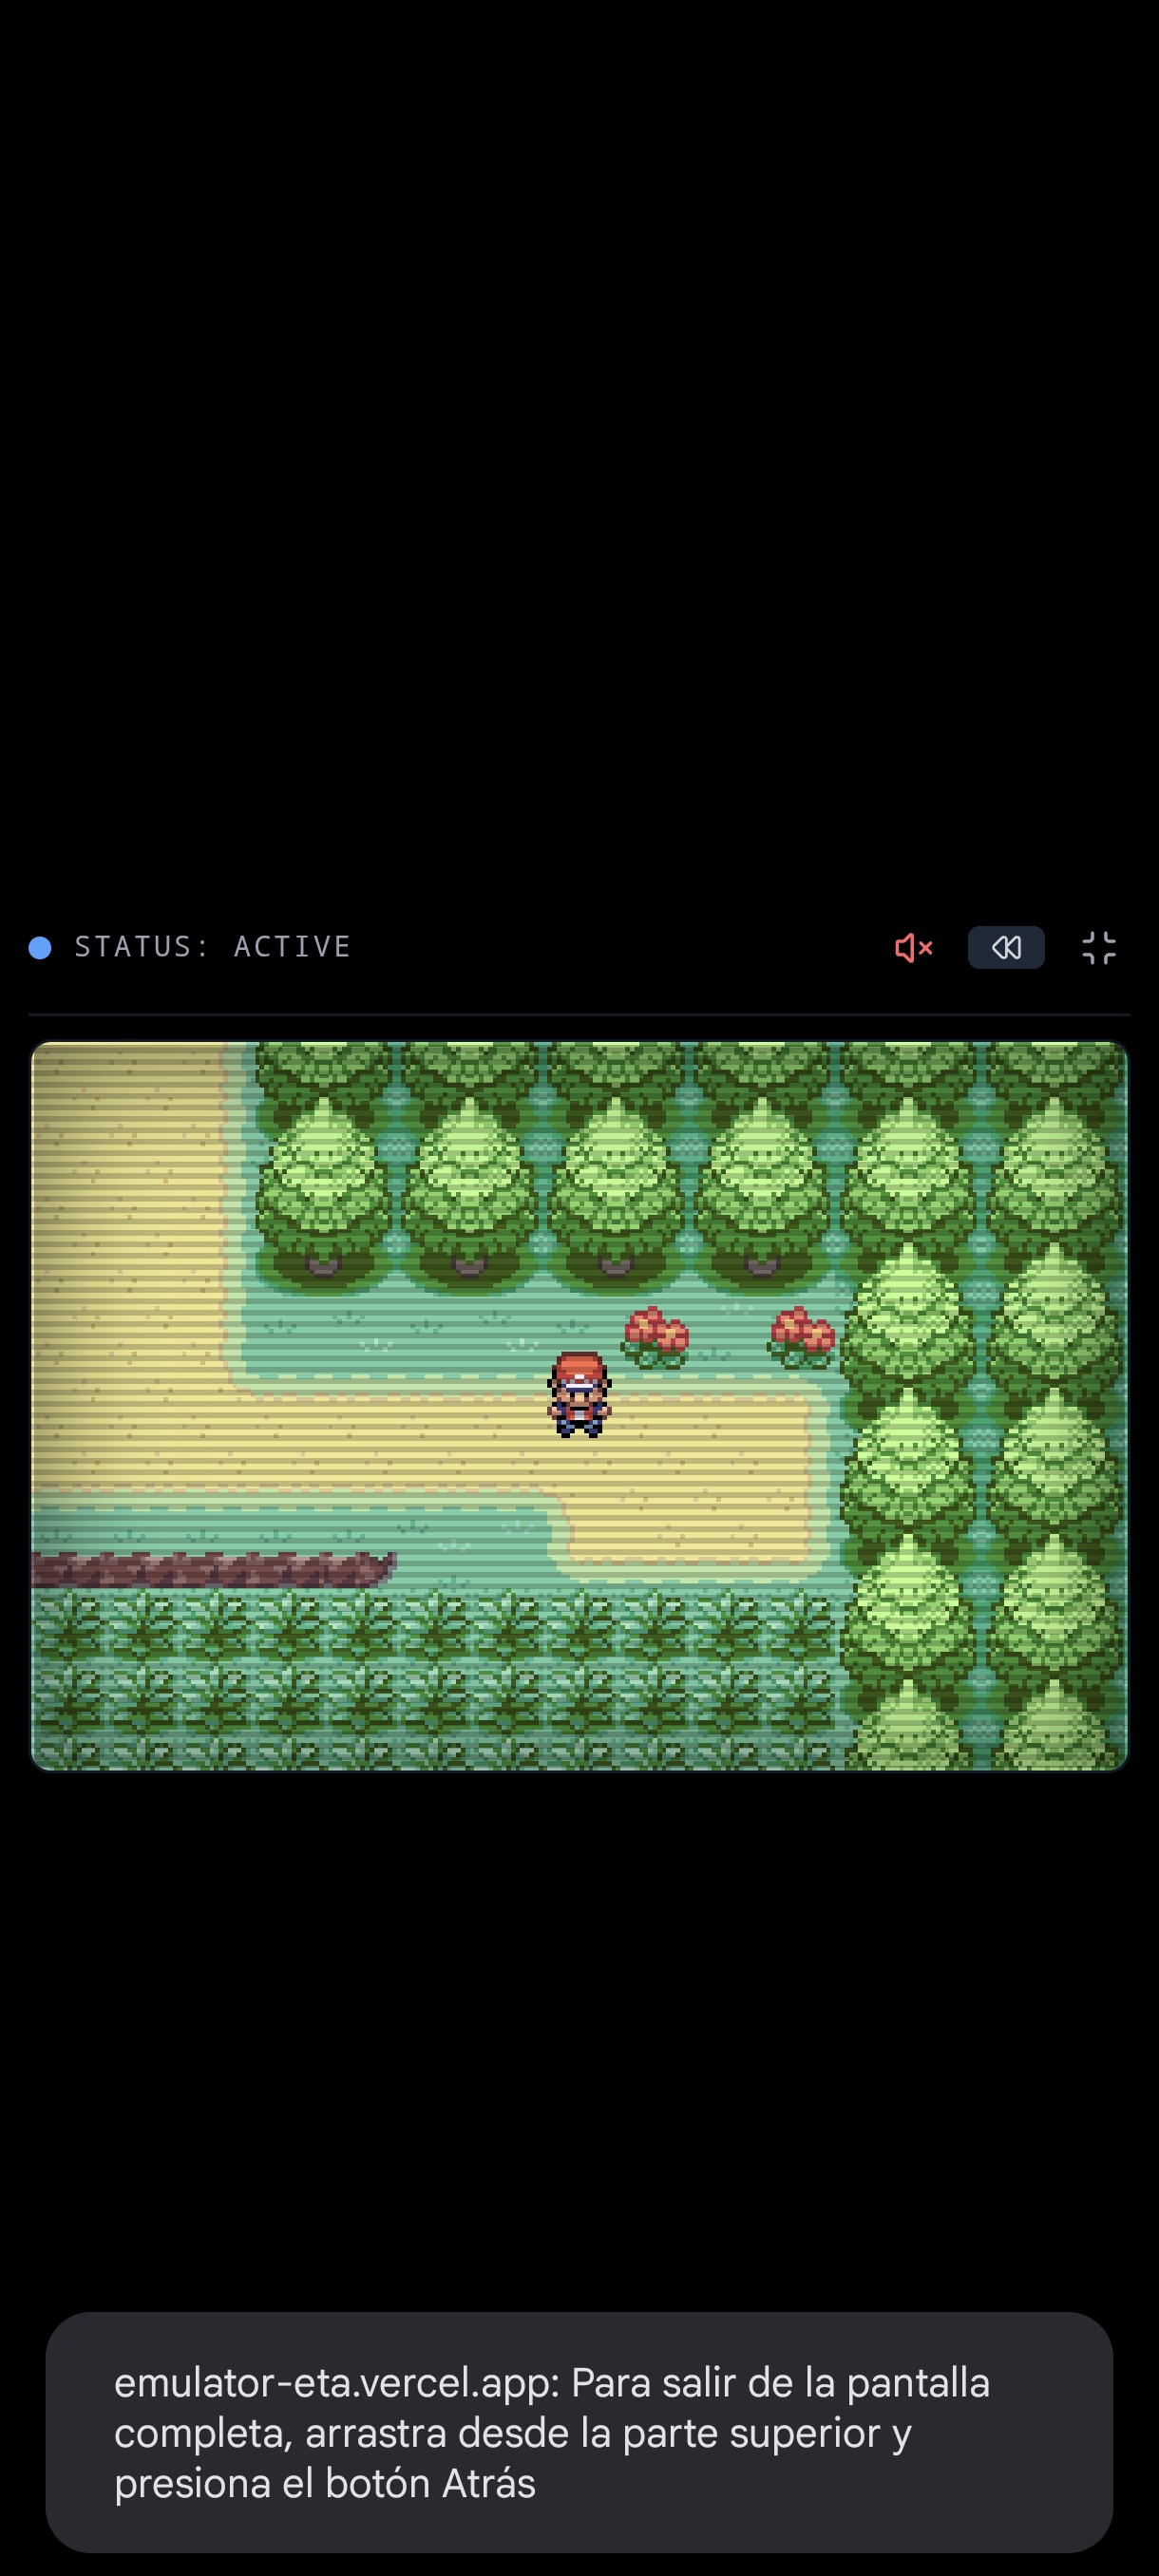 STATUS: ACTIVE
emulator-eta.vercel.app: Para salir de la pantalla
completa, arrastra desde la parte superior y
presiona el botón Atrás